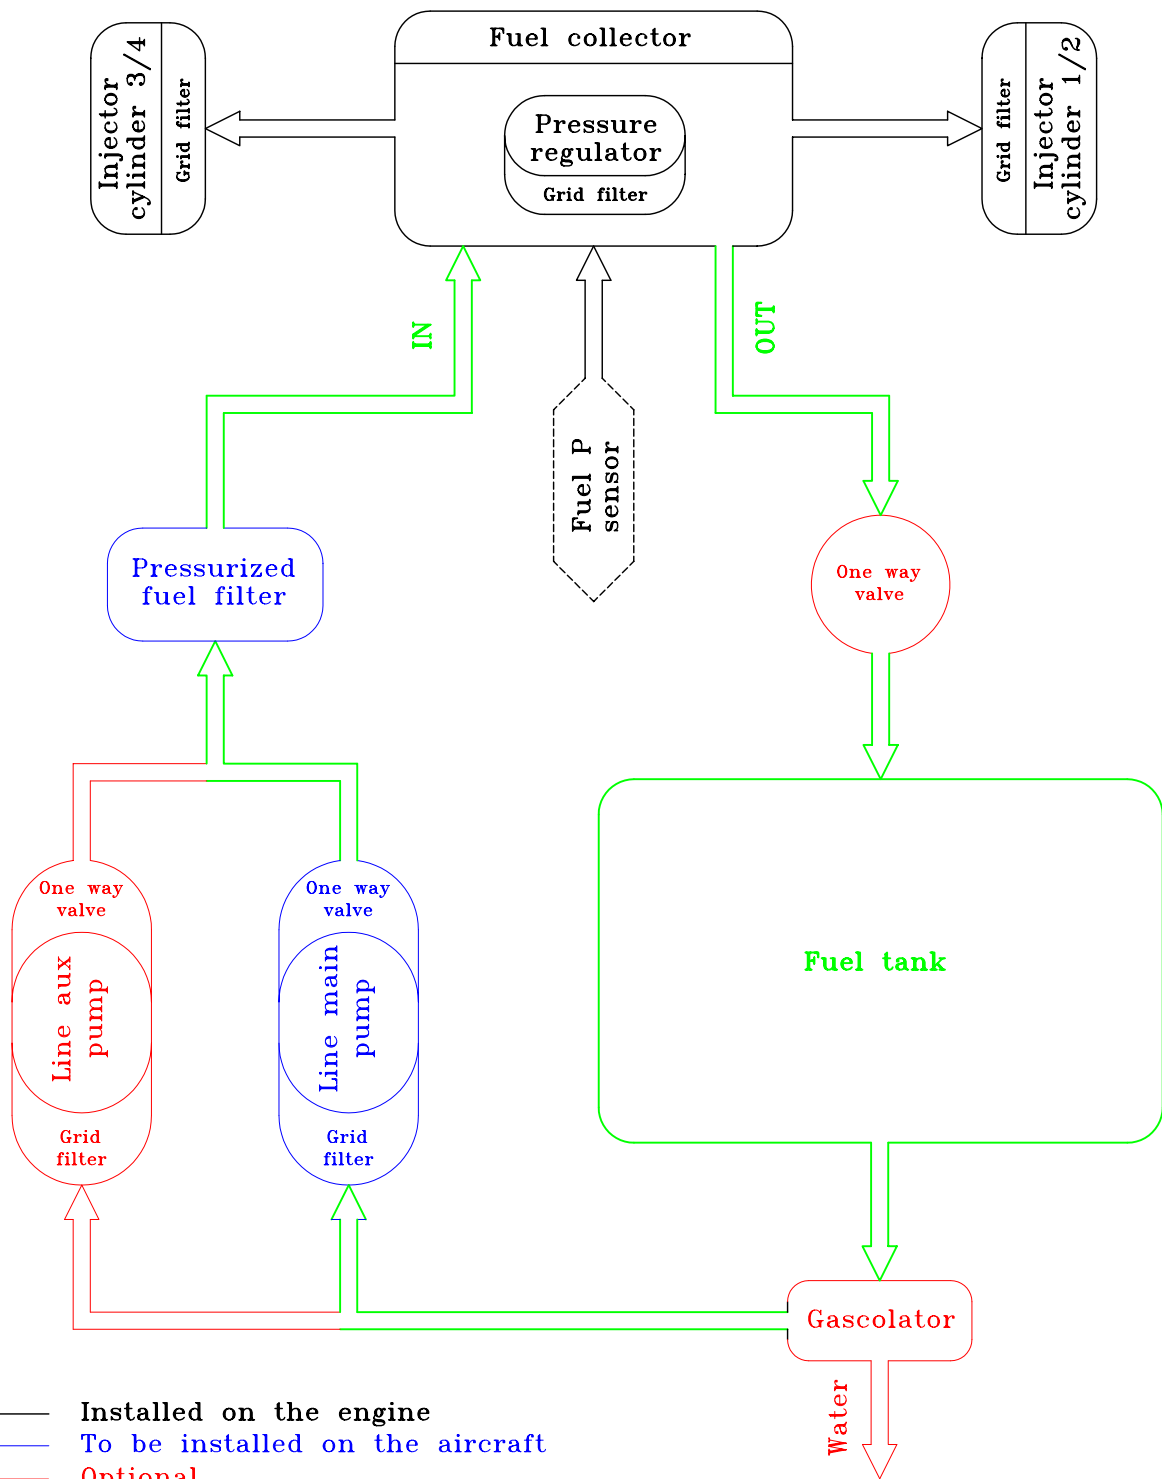 Fuel collector
Injector
cylinder 3/4
Grid filter
Pressure
regulator
Grid filter
Grid filter
Injector
cylinder 1/2
IN
OUT
Fuel P
sensor
Pressurized
fuel filter
One way
valve
One way
valve
Line aux
pump
Grid
filter
One way
valve
Line main
pump
Grid
filter
Fuel tank
Gascolator
Water
Installed on the engine
To be installed on the aircraft
Optional